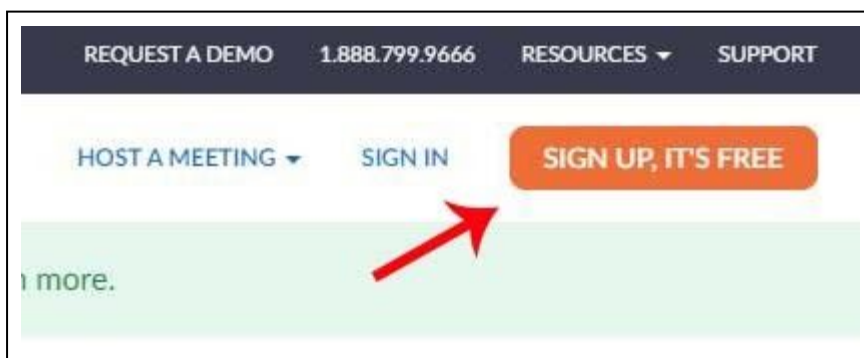 REQUEST A DEMO 1.888.799.9666 RESOURCES SUPPORT
HOST A MEETING SIGN IN SIGN UP, IT'S FREE
more.